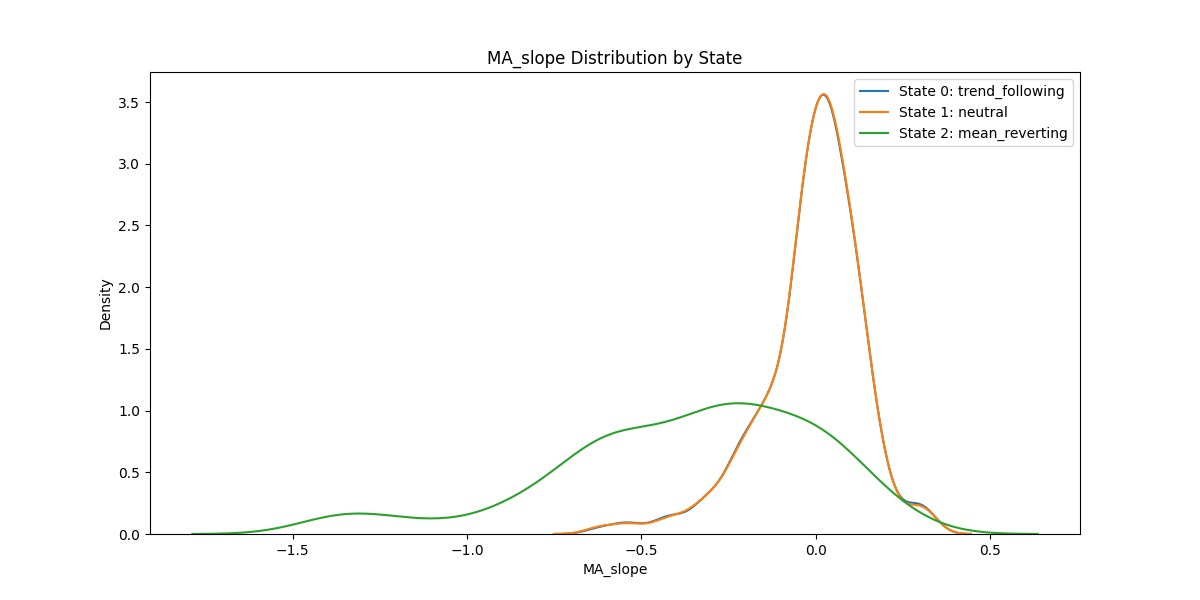 MA_slope Distribution by State
State 0: trend_following
State 1: neutral
State 2: mean_reverting
Density
3.5
3.0
2.5
2.0
1.5
1.0
0.5
0.0
−1.5
−1.0
−0.5
0.0
0.5
MA_slope